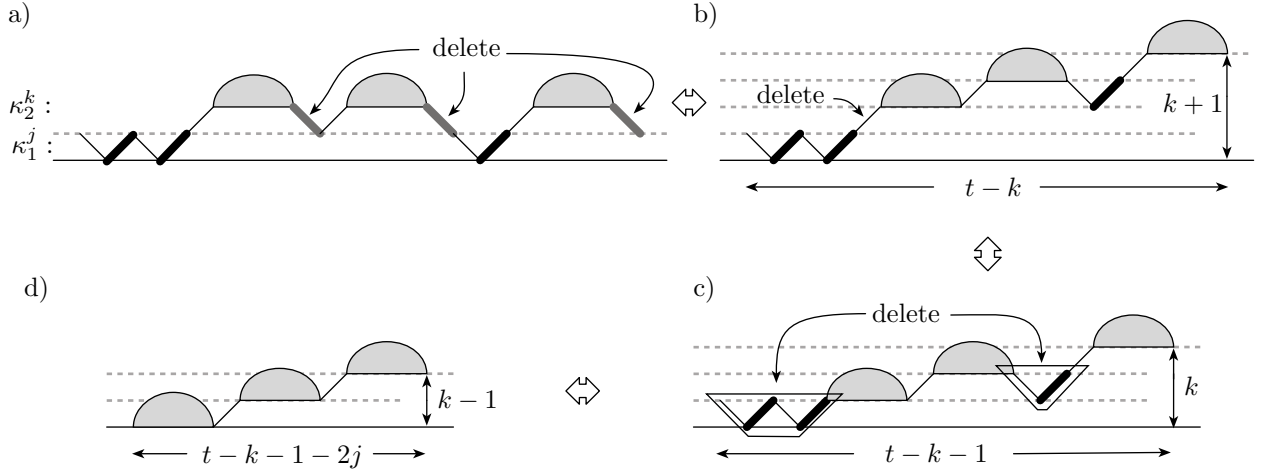 a)
delete
κ₂ᵏ :
κ₁ʲ :
b)
delete
k + 1
t − k
c)
delete
k
t − k − 1
d)
k − 1
t − k − 1 − 2j